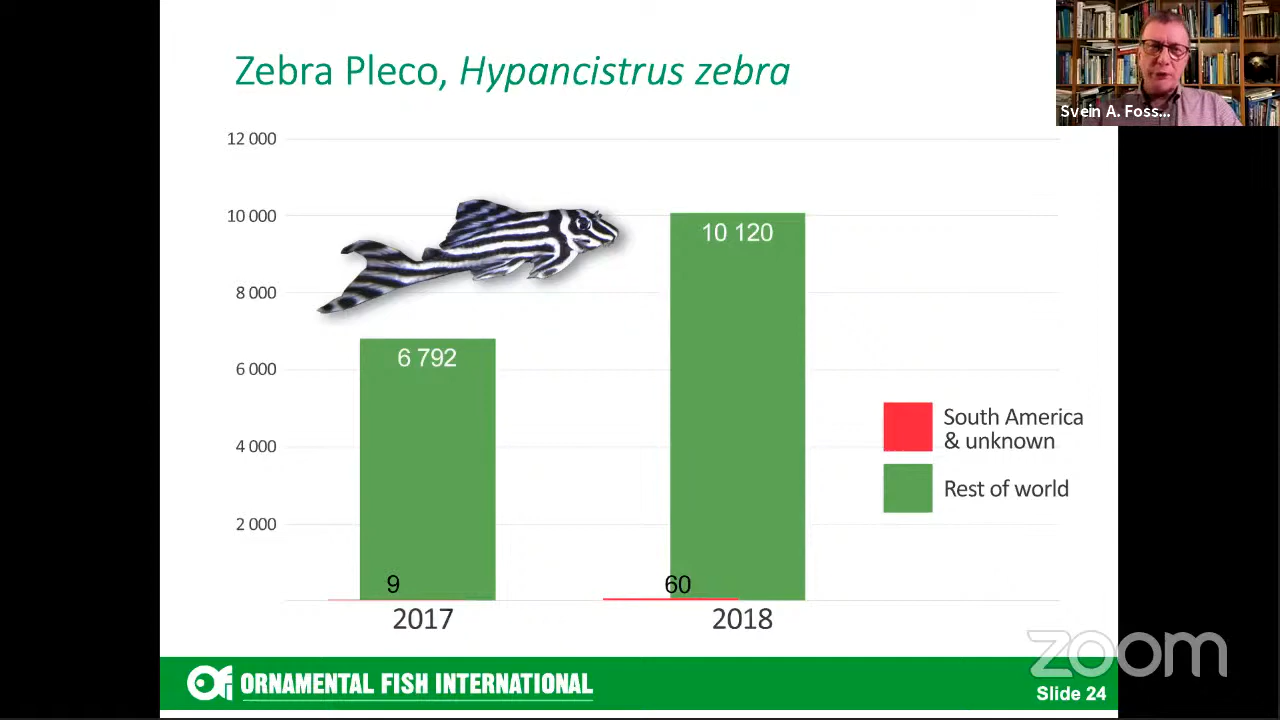 Zebra Pleco, Hypancistrus zebra
Svein A. Foss...
12 000
10 000
8 000
6 000
4 000
2 000
10 120
6 792
9
60
2017
2018
South America
& unknown
Rest of world
ORNAMENTAL FISH INTERNATIONAL
zoom
Slide 24